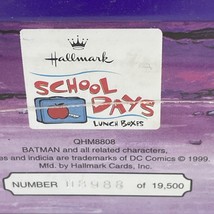 Hallmark
SCHOOL
DAYS
LUNCH BOXES
QHM8808
BATMAN and all related characters,
es and indicia are trademarks of DC Comics © 1999.
Mfd. by Hallmark Cards, Inc.
NUMBER of 19,500